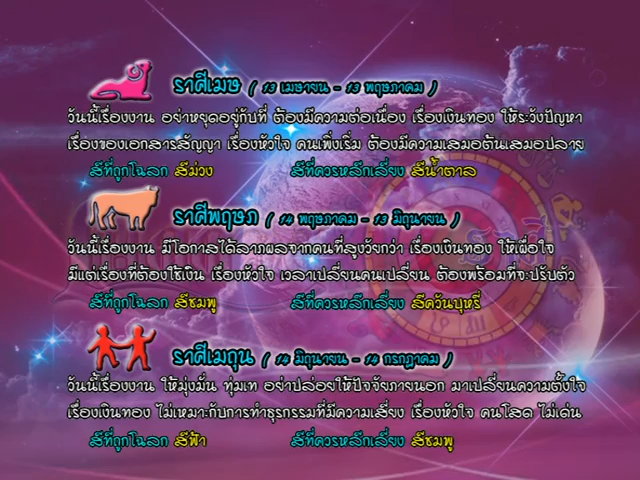 ราศีเมษ ( 13 เมษายน - 13 พฤษภาคม )
วันนี้เรื่องงาน อย่าหยุดอยู่กับที่ ต้องมีความต่อเนื่อง เรื่องเงินทอง ให้ระวังปัญหา
เรื่องของเอกสารสัญญา เรื่องหัวใจ คนเพิ่งเริ่ม ต้องมีความเสมอต้นเสมอปลาย
สีที่ถูกโฉลก สีม่วง สีที่ควรหลีกเลี่ยง สีน้ำตาล
ราศีพฤษภ ( 14 พฤษภาคม - 13 มิถุนายน )
วันนี้เรื่องงาน มีโอกาสได้ลาภผลจากคนที่สูงวัยกว่า เรื่องเงินทอง ให้เผื่อใจ
มีแต่เรื่องที่ต้องใช้เงิน เรื่องหัวใจ เวลาเปลี่ยนคนเปลี่ยน ต้องพร้อมที่จะปรับตัว
สีที่ถูกโฉลก สีชมพู สีที่ควรหลีกเลี่ยง สีควันบุหรี่
ราศีเมถุน ( 14 มิถุนายน - 14 กรกฎาคม )
วันนี้เรื่องงาน ให้มุ่งมั่น ทุ่มเท อย่าปล่อยให้ปัจจัยภายนอก มาเปลี่ยนความตั้งใจ
เรื่องเงินทอง ไม่เหมาะกับการทำธุรกรรมที่มีความเสี่ยง เรื่องหัวใจ คนโสด ไม่เด่น
สีที่ถูกโฉลก สีฟ้า สีที่ควรหลีกเลี่ยง สีชมพู